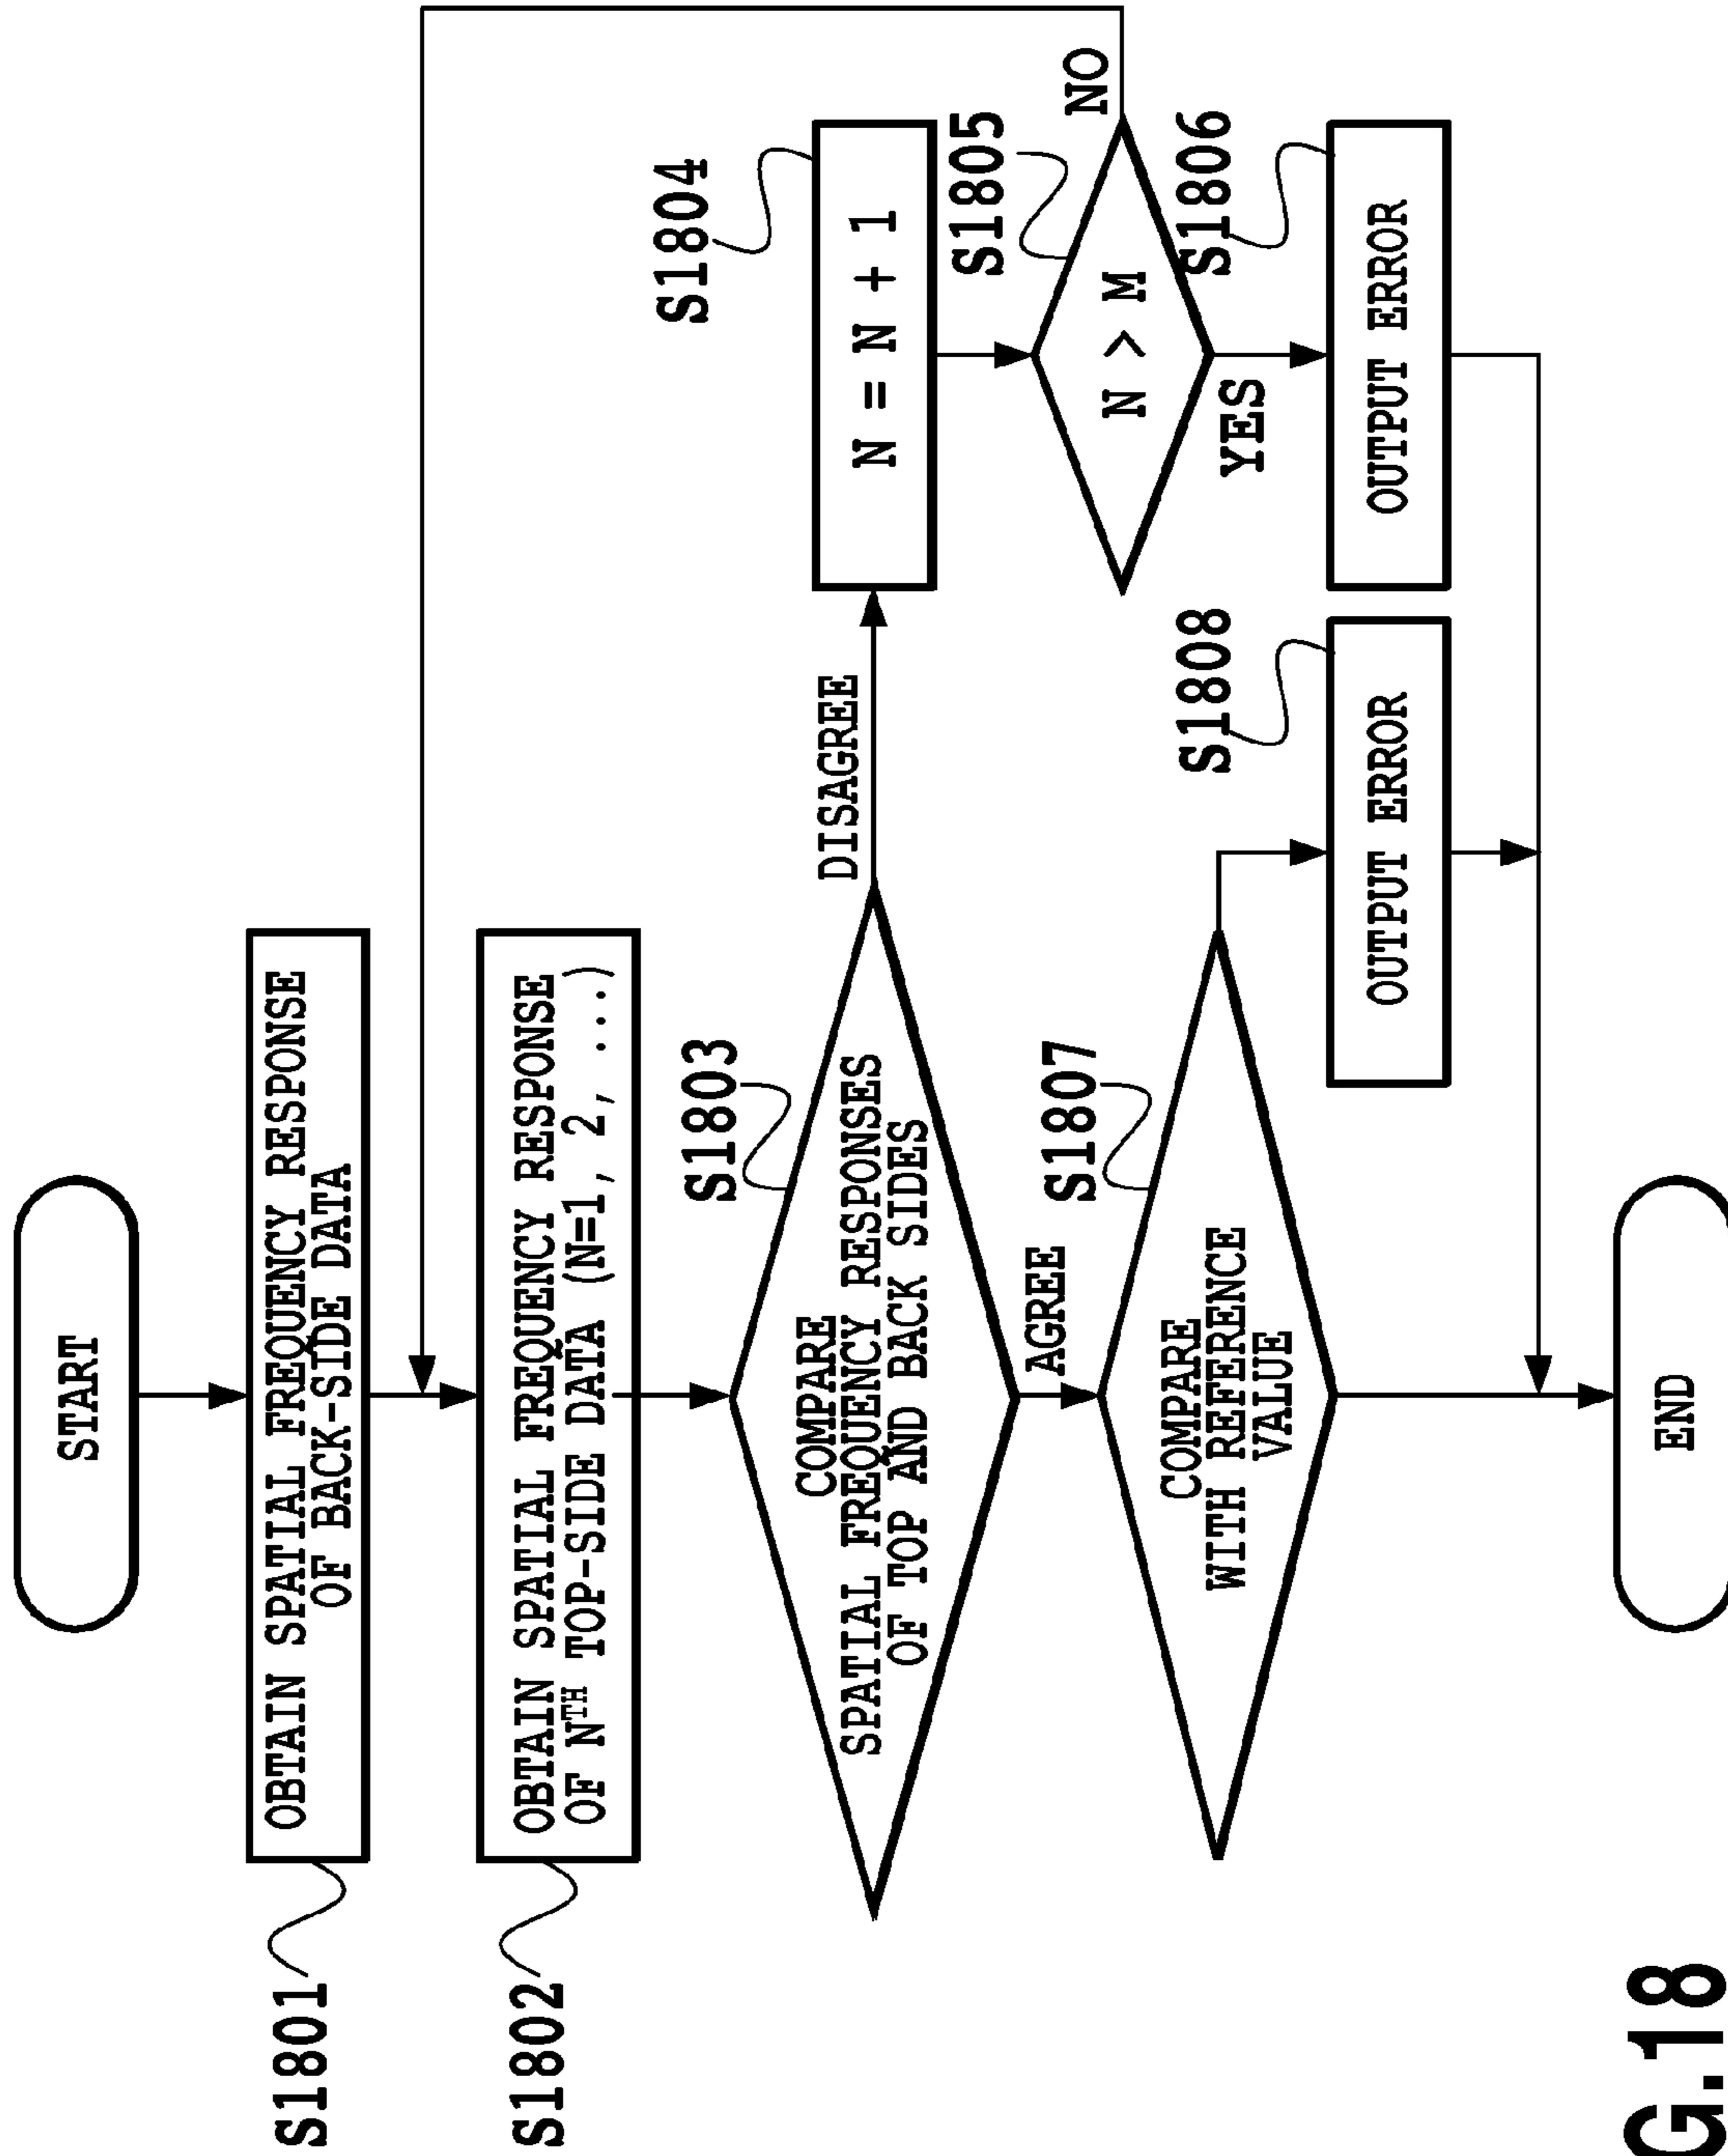 START
S1801
OBTAIN SPATIAL FREQUENCY RESPONSE
OF BACK-SIDE DATA
S1802
OBTAIN SPATIAL FREQUENCY RESPONSE
OF NTH TOP-SIDE DATA (N=1, 2, ...)
S1803
COMPARE
SPATIAL FREQUENCY RESPONSES
OF TOP AND BACK SIDES
DISAGREE
S1804
N = N + 1
AGREE
S1805
N > M
NO
YES
S1806
OUTPUT ERROR
S1807
COMPARE
WITH REFERENCE
VALUE
S1808
OUTPUT ERROR
END
G.18